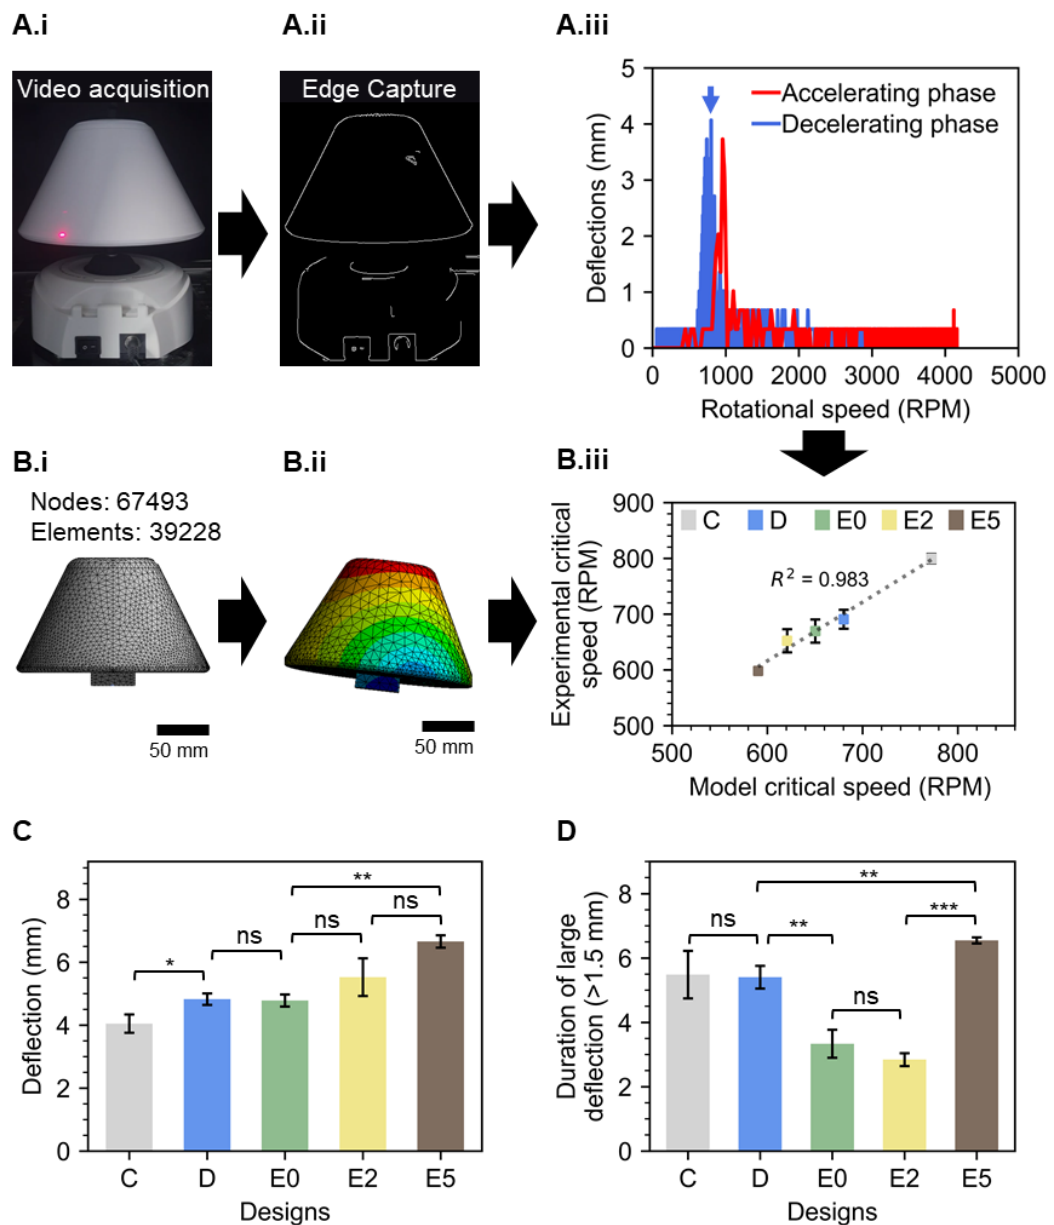 A.i
A.ii
A.iii
Video acquisition
Edge Capture
5
4
3
2
1
0
Deflections (mm)
Accelerating phase
Decelerating phase
0
1000
2000
3000
4000
5000
Rotational speed (RPM)
B.i
B.ii
B.iii
Nodes: 67493
Elements: 39228
50 mm
50 mm
900
800
700
600
500
Experimental critical
speed (RPM)
C
D
E0
E2
E5
R² = 0.983
500
600
700
800
Model critical speed (RPM)
C
8
6
4
2
0
Deflection (mm)
*
ns
ns
ns
**
C
D
E0
E2
E5
Designs
D
8
6
4
2
0
Duration of large
deflection (>1.5 mm)
ns
**
ns
***
**
C
D
E0
E2
E5
Designs